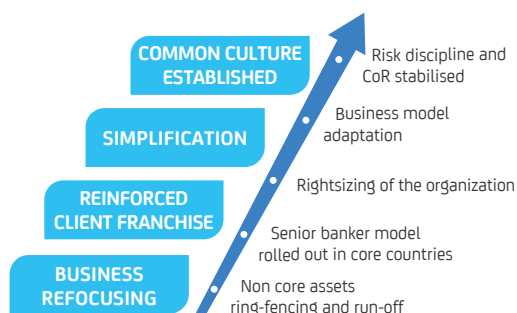 COMMON CULTURE
ESTABLISHED
Risk discipline and
CoR stabilised
SIMPLIFICATION
Business model
adaptation
REINFORCED
CLIENT FRANCHISE
Rightsizing of the organization
Senior banker model
rolled out in core countries
BUSINESS
REFOCUSING
Non core assets
ring-fencing and run-off